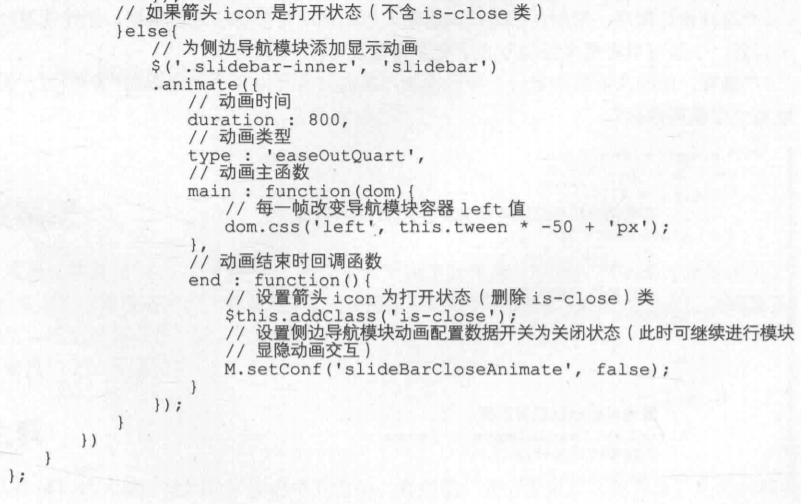 // 如果箭头 icon 是打开状态（不含 is-close 类）
}else{
// 为侧边导航模块添加显示动画
$('.slidebar-inner', 'slidebar')
.animate({
// 动画时间
duration : 800,
// 动画类型
type : 'easeOutQuart',
// 动画主函数
main : function(dom){
// 每一帧改变导航模块容器 left 值
dom.css('left', this.tween * -50 + 'px');
},
// 动画结束时回调函数
end : function(){
// 设置箭头 icon 为打开状态（删除 is-close）类
$this.addClass('is-close');
// 设置侧边导航模块动画配置数据开关为关闭状态（此时可继续进行模块
// 显隐动画交互）
M.setConf('slideBarCloseAnimate', false);
}
});
}
})
}
};